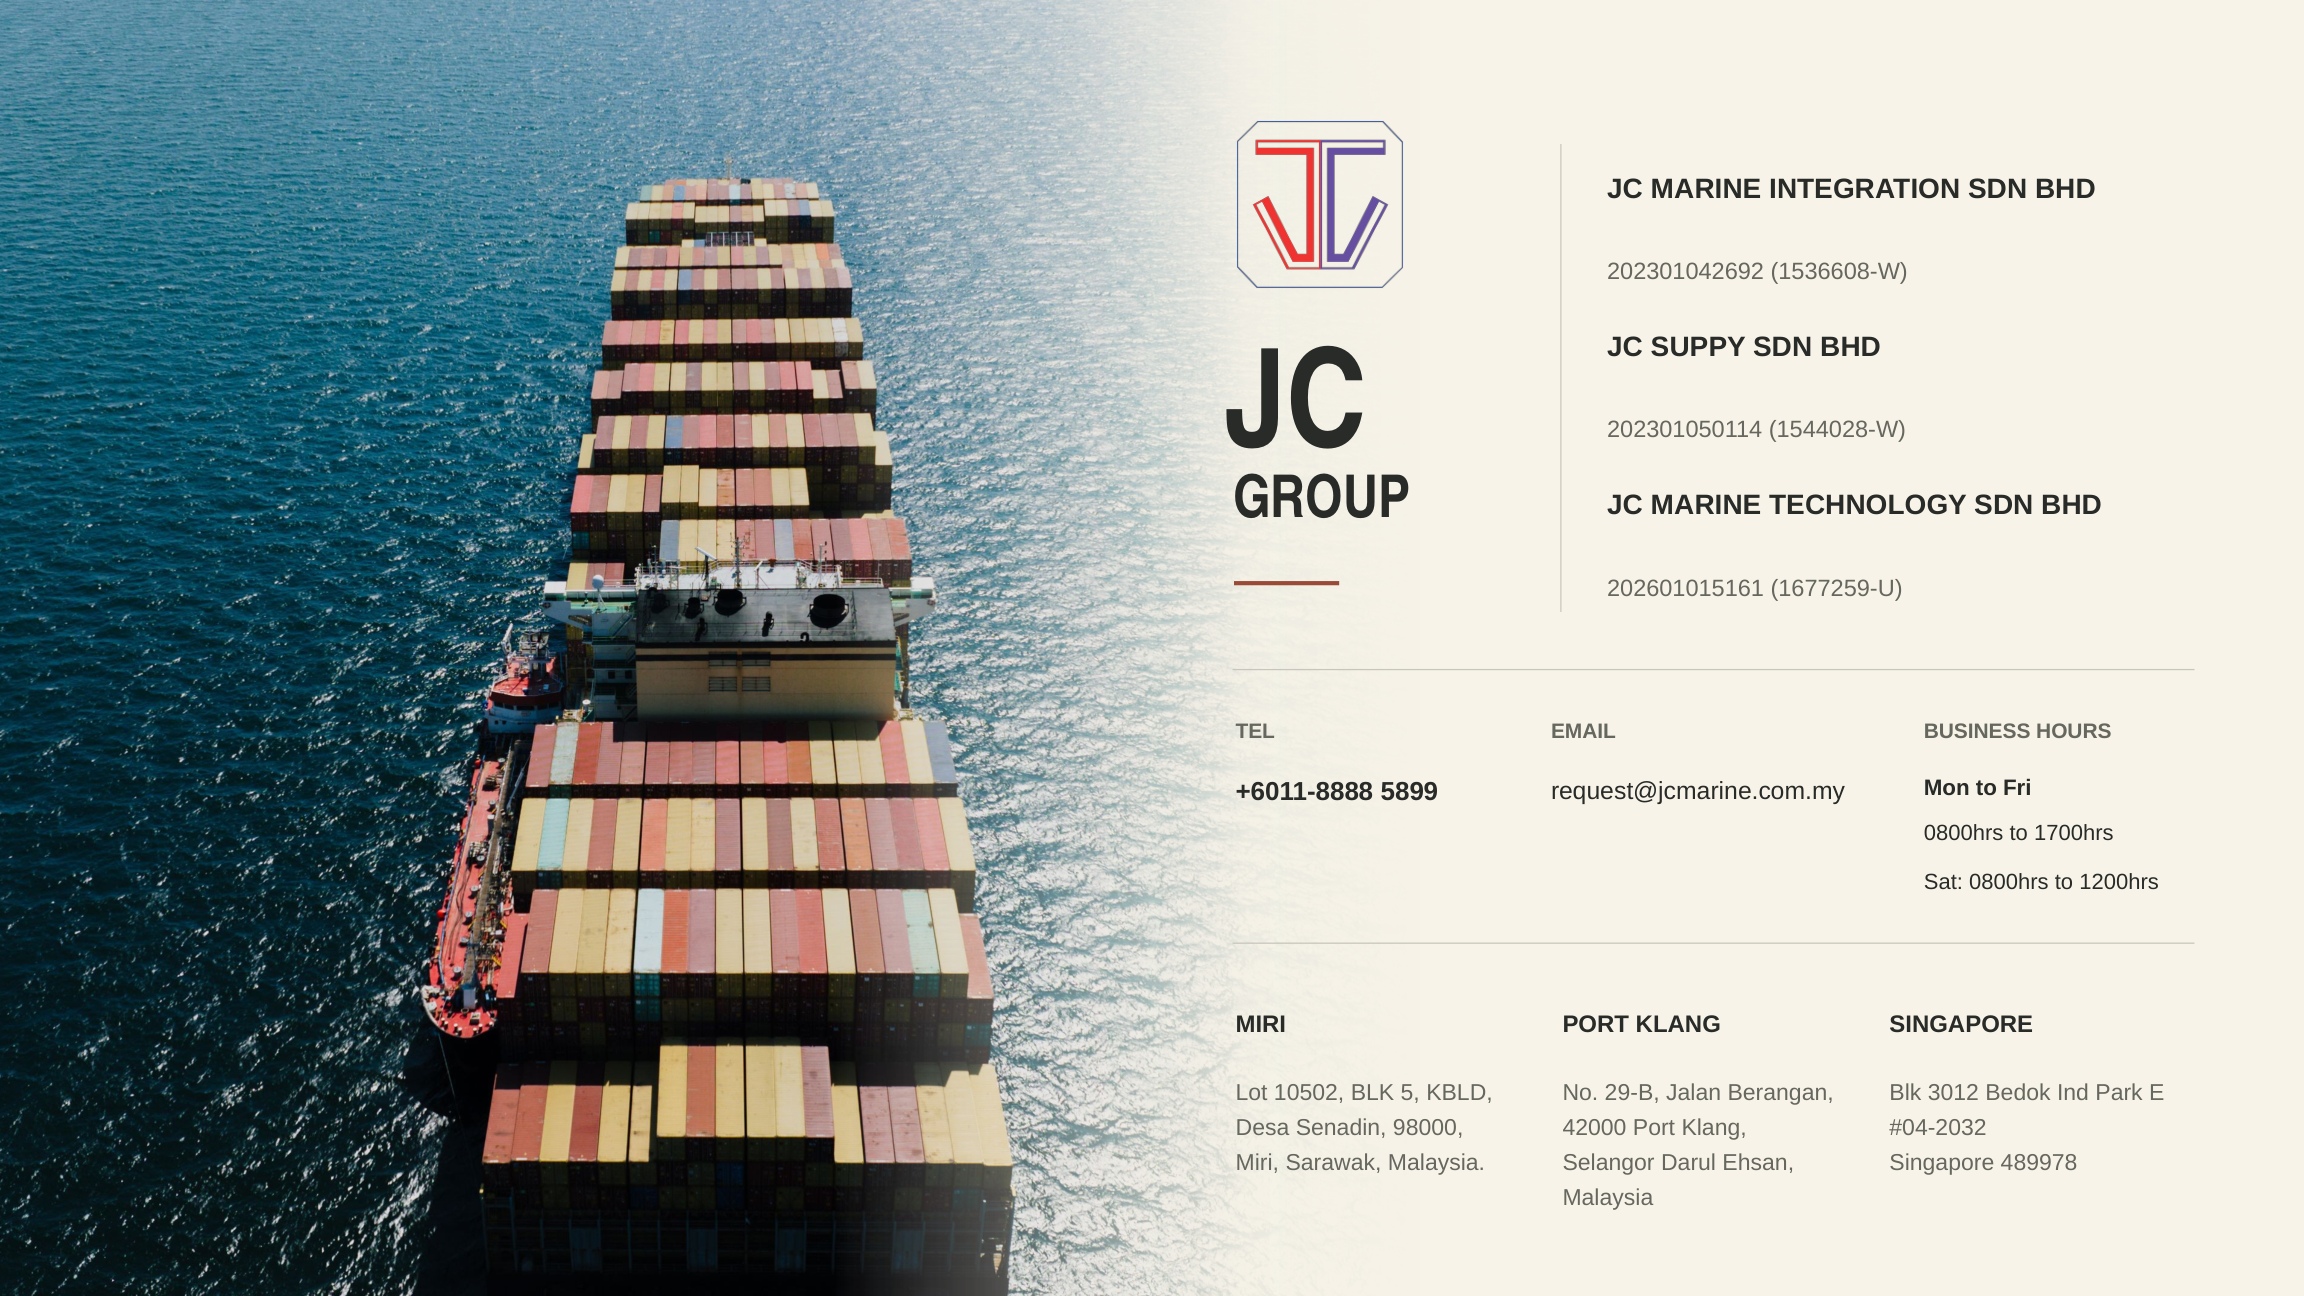 JC
GROUP
JC MARINE INTEGRATION SDN BHD
202301042692 (1536608-W)
JC SUPPY SDN BHD
202301050114 (1544028-W)
JC MARINE TECHNOLOGY SDN BHD
202601015161 (1677259-U)
TEL
+6011-8888 5899
EMAIL
request@jcmarine.com.my
BUSINESS HOURS
Mon to Fri
0800hrs to 1700hrs
Sat: 0800hrs to 1200hrs
MIRI
Lot 10502, BLK 5, KBLD,
Desa Senadin, 98000,
Miri, Sarawak, Malaysia.
PORT KLANG
No. 29-B, Jalan Berangan,
42000 Port Klang,
Selangor Darul Ehsan,
Malaysia
SINGAPORE
Blk 3012 Bedok Ind Park E
#04-2032
Singapore 489978